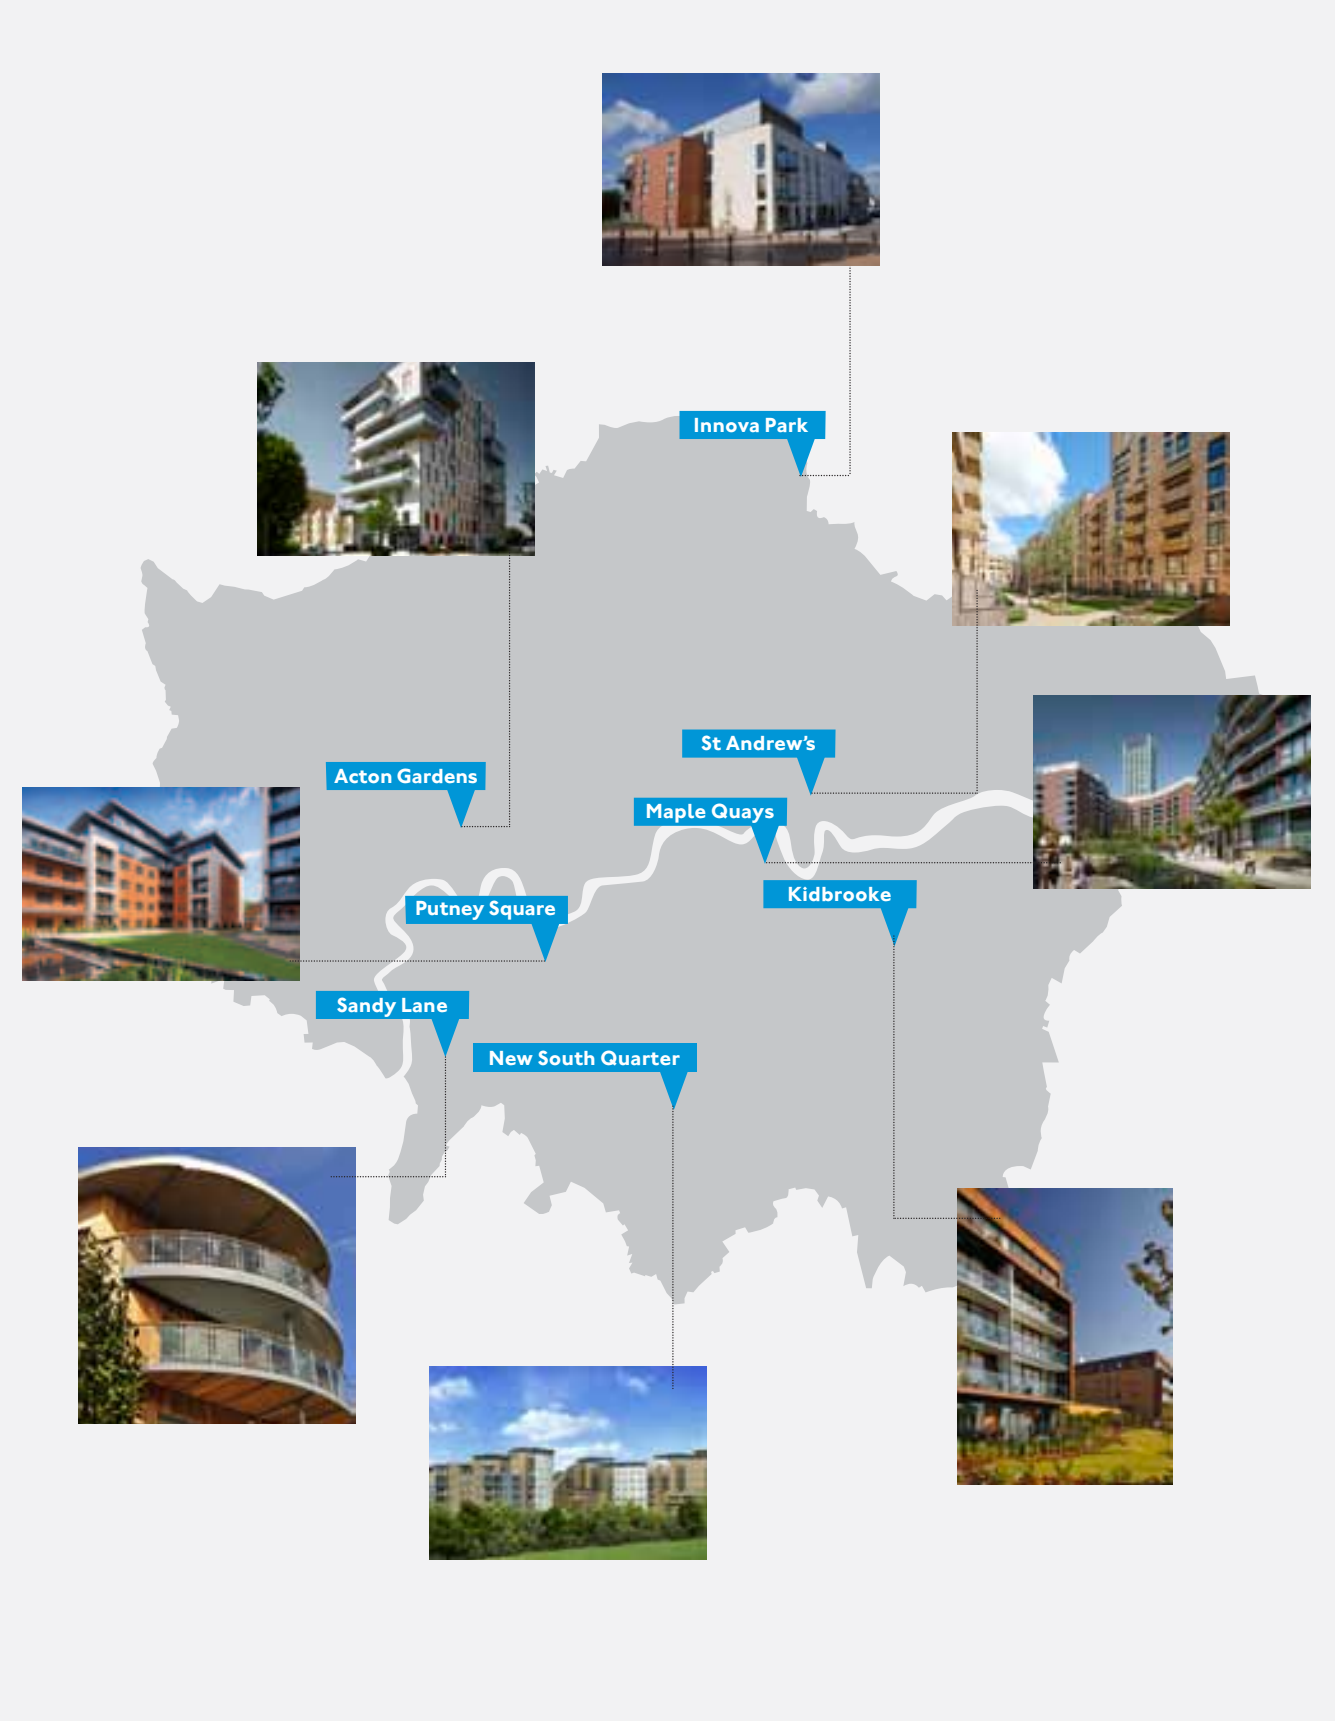 Innova Park
St Andrew’s
Acton Gardens
Maple Quays
Kidbrooke
Putney Square
Sandy Lane
New South Quarter